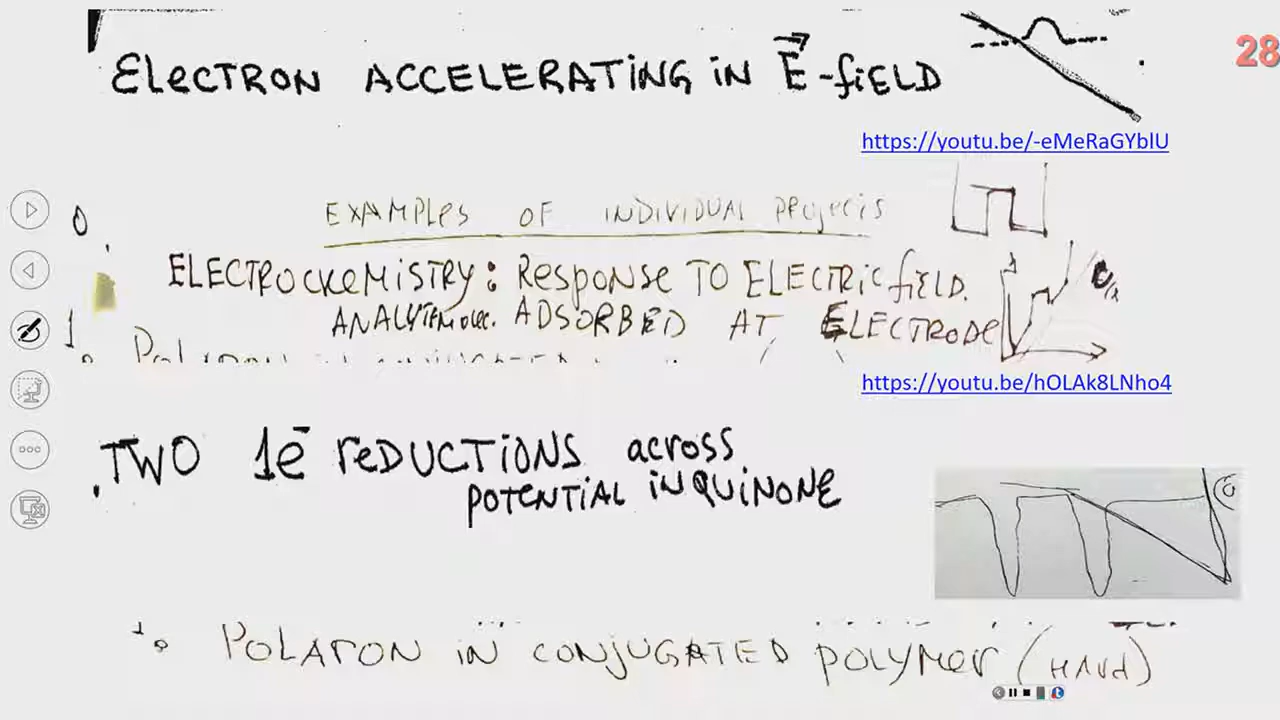 ELECTRON ACCELERATING IN E-FIELD
28
https://youtu.be/-eMeRaGYblU
0.
EXAMPLES OF INDIVIDUAL Projects
ELECTROCHEMISTRY: RESPONSE TO ELECTRIC field.
ADSORBED AT ELECTRODE
1.
https://youtu.be/hOLAk8LNho4
TWO 1e- reDUCTIONS across
POTENTIAL IN QUINONE
1. POLARON IN CONJUGATED POLYMER (HARD)